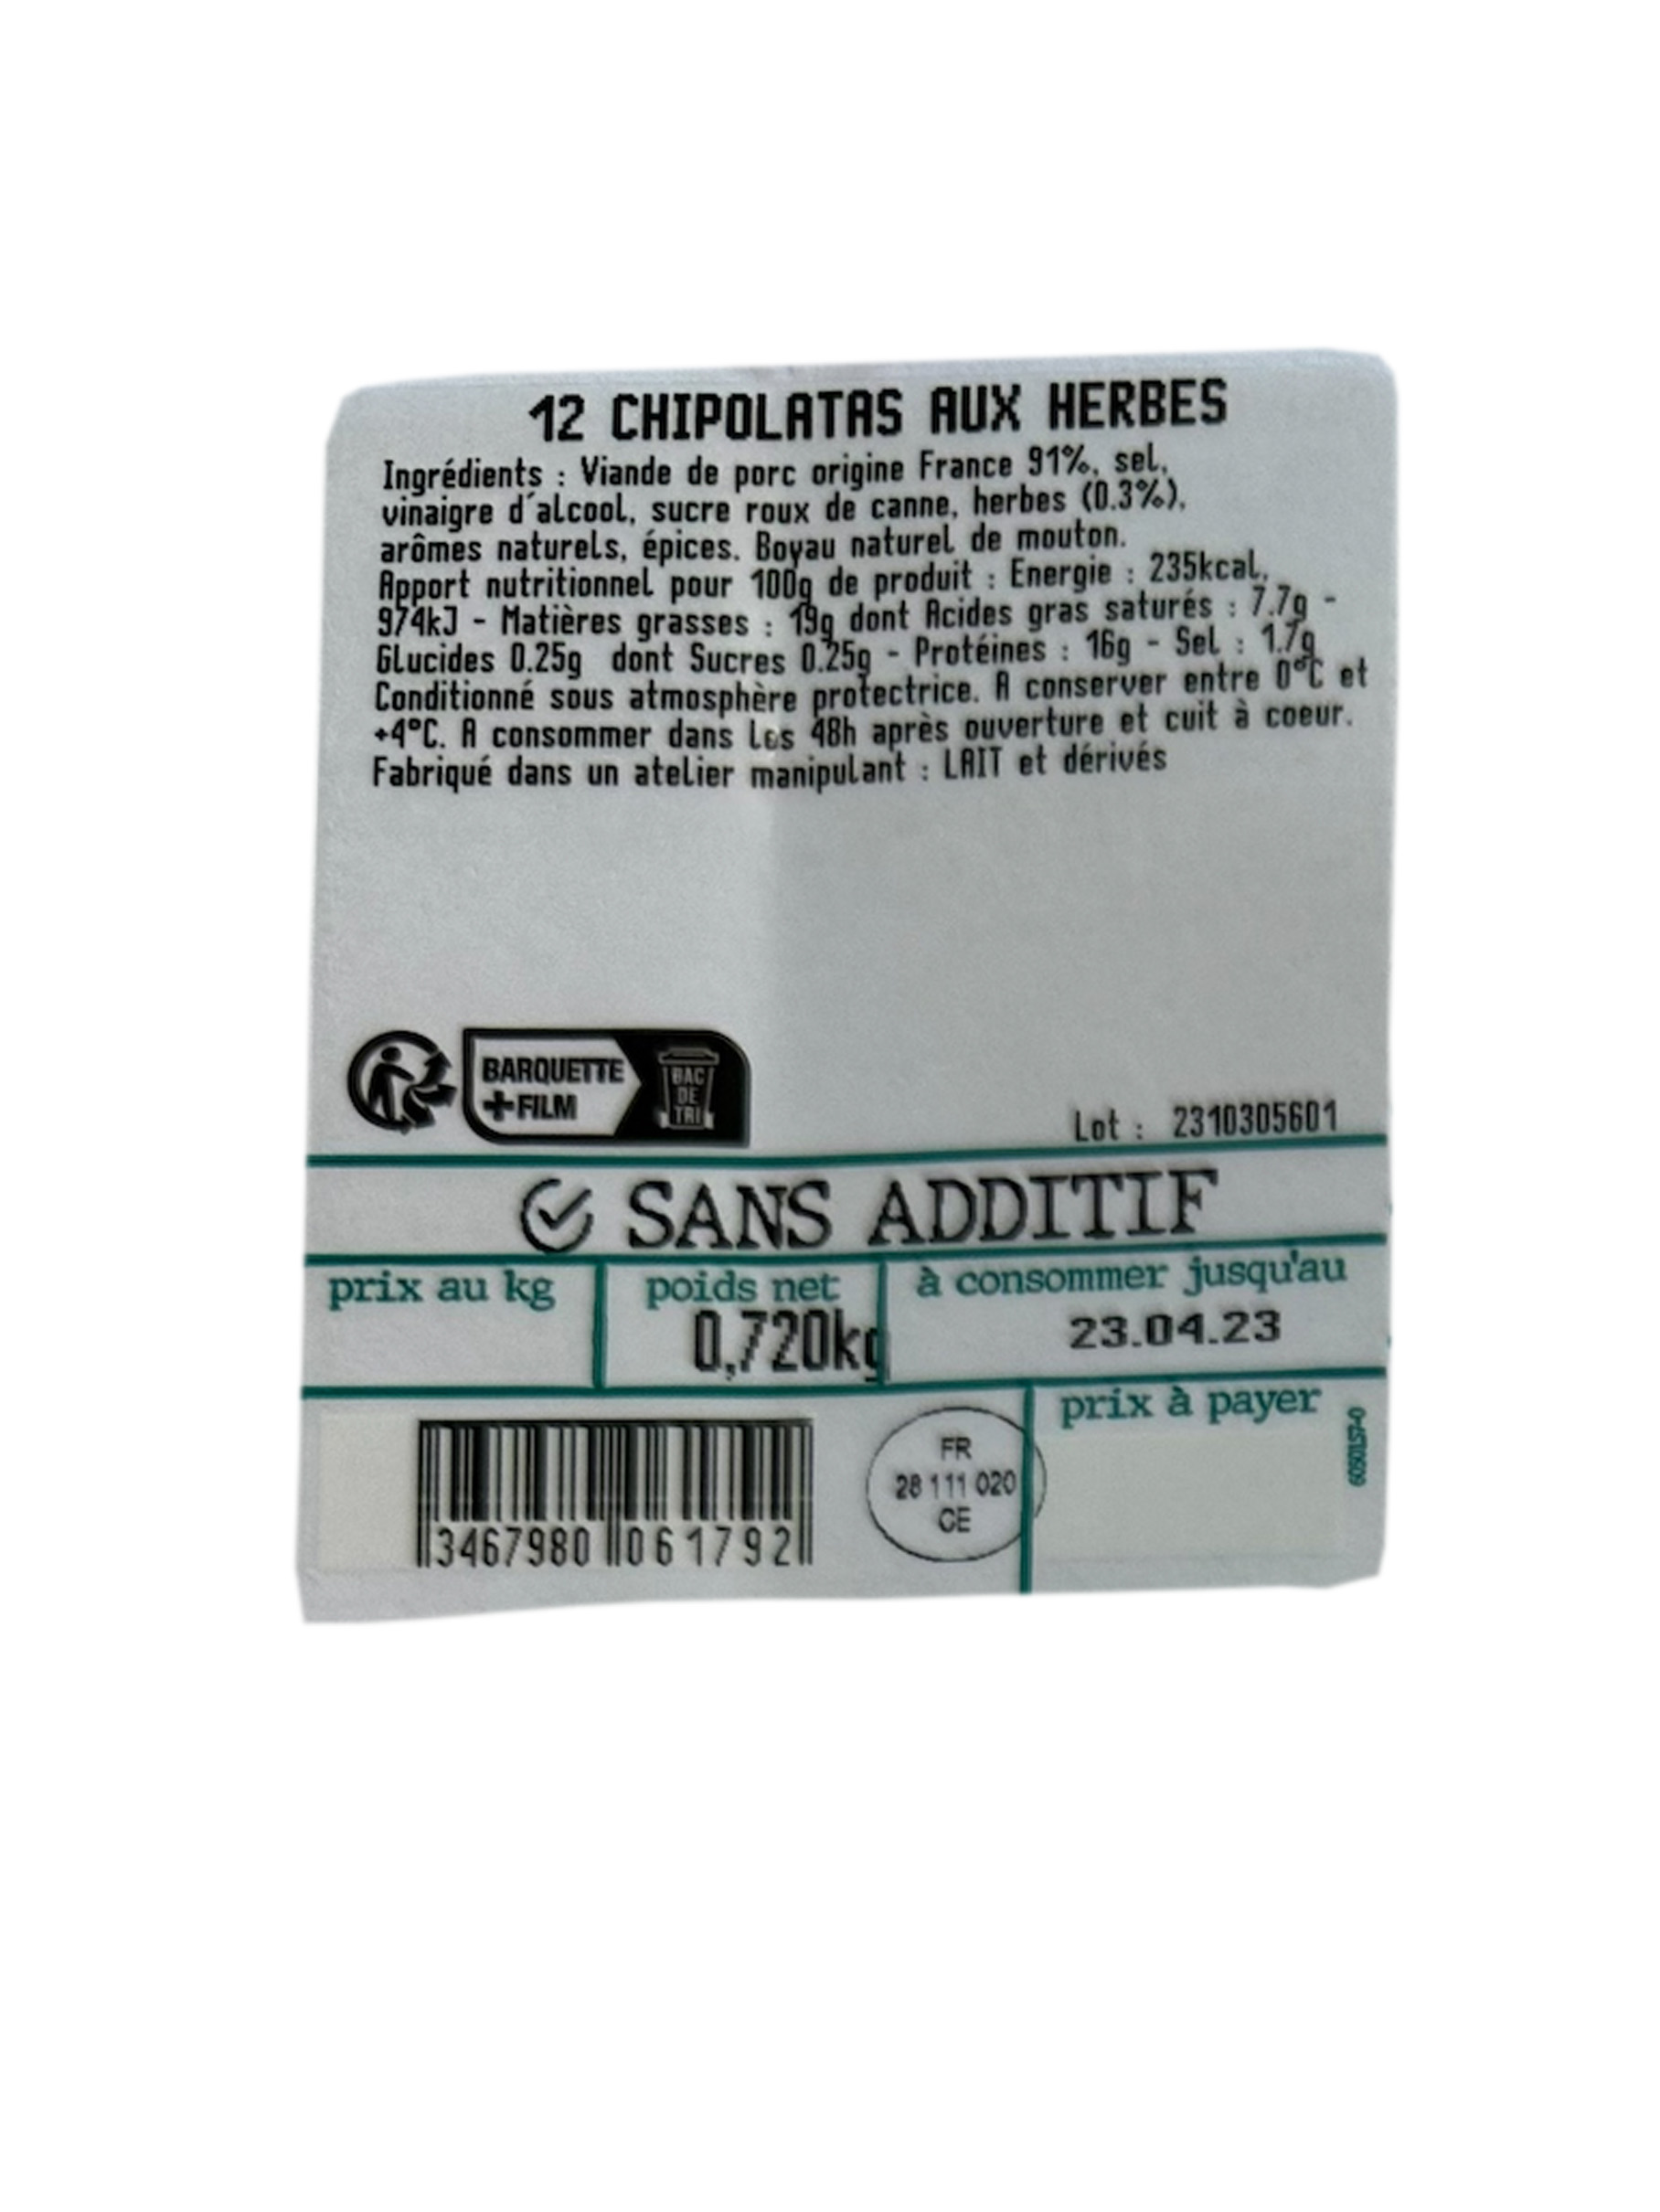 12 CHIPOLATAS AUX HERBES
Ingrédients : Viande de porc origine France 91%, sel,
vinaigre d'alcool, sucre roux de canne, herbes (0.3%),
arômes naturels, épices. Boyau naturel de mouton.
Apport nutritionnel pour 100g de produit : Energie : 235kcal,
974kJ - Matières grasses : 19g dont Acides gras saturés : 7.7g -
Glucides 0.25g dont Sucres 0.25g - Protéines : 16g - Sel : 1.7g
Conditionné sous atmosphère protectrice. A conserver entre 0°C et
+4°C. A consommer dans les 48h après ouverture et cuit à coeur.
Fabriqué dans un atelier manipulant : LAIT et dérivés
BARQUETTE
+FILM
BAC
DE
TRI
Lot : 2310305601
SANS ADDITIF
prix au kg
poids net
0,720kg
à consommer jusqu'au
23.04.23
3467980 061792
FR
28 111 020
CE
prix à payer